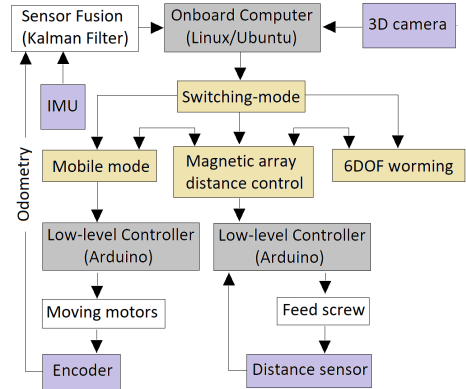 Sensor Fusion
(Kalman Filter)
Onboard Computer
(Linux/Ubuntu)
3D camera
IMU
Switching-mode
Odometry
Mobile mode
Magnetic array
distance control
6DOF worming
Low-level Controller
(Arduino)
Low-level Controller
(Arduino)
Moving motors
Feed screw
Encoder
Distance sensor